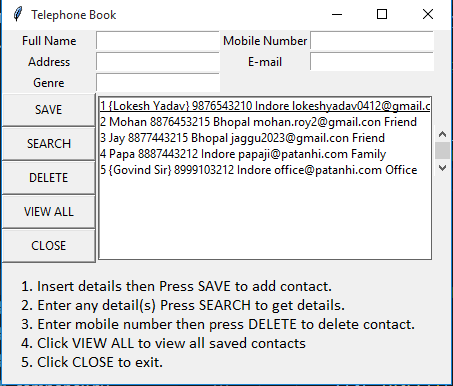 Telephone Book
Full Name Mobile Number
Address E-mail
Genre
SAVE
SEARCH
DELETE
VIEW ALL
CLOSE
1 {Lokesh Yadav} 9876543210 Indore lokeshyadav0412@gmail.c
2 Mohan 8876453215 Bhopal mohan.roy2@gmail.con Friend
3 Jay 8877443215 Bhopal jaggu2023@gmail.con Friend
4 Papa 8887443212 Indore papaji@patanhi.com Family
5 {Govind Sir} 8999103212 Indore office@patanhi.com Office
1. Insert details then Press SAVE to add contact.
2. Enter any detail(s) Press SEARCH to get details.
3. Enter mobile number then press DELETE to delete contact.
4. Click VIEW ALL to view all saved contacts
5. Click CLOSE to exit.